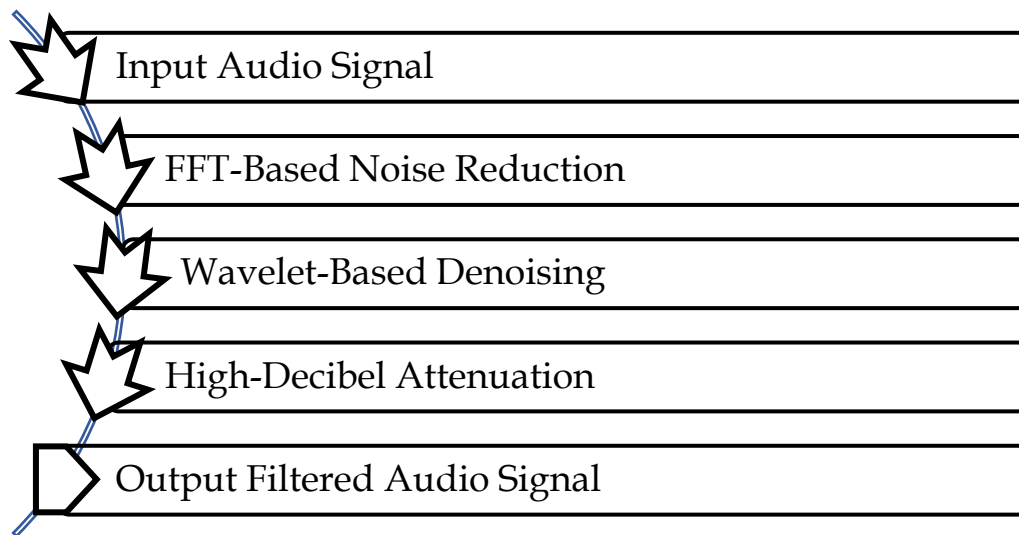 Input Audio Signal
FFT-Based Noise Reduction
Wavelet-Based Denoising
High-Decibel Attenuation
Output Filtered Audio Signal